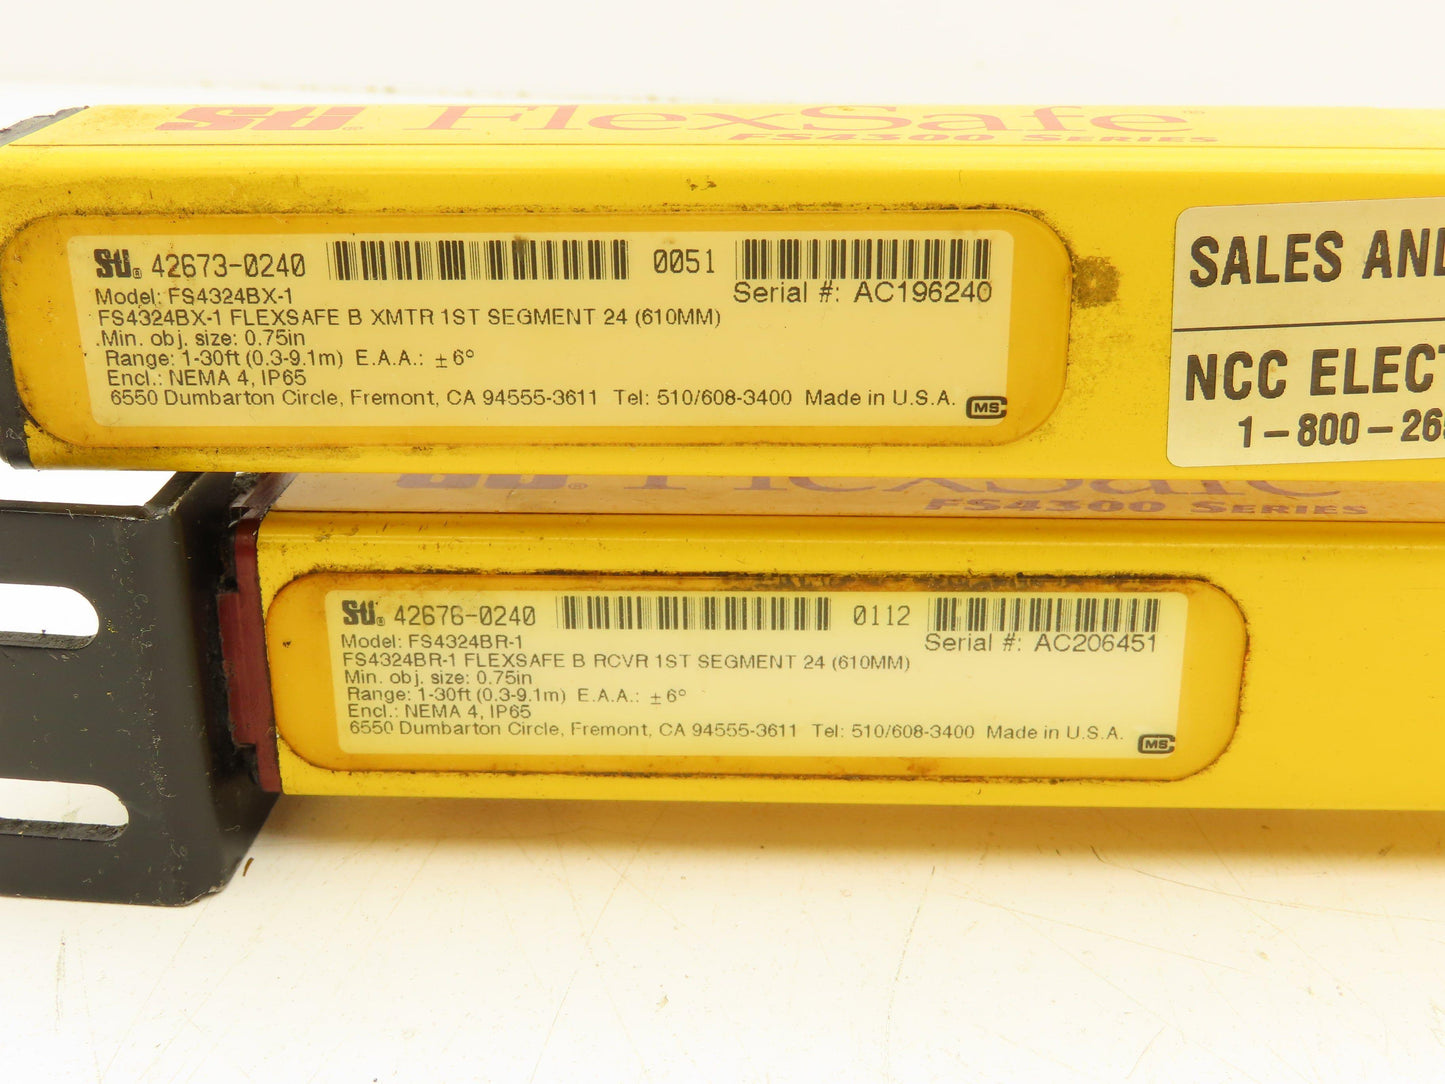 Sti® FlexSafe®
FS4300 SERIES
Sti® 42673-0240 0051
Model: FS4324BX-1 Serial #: AC196240
FS4324BX-1 FLEXSAFE B XMTR 1ST SEGMENT 24 (610MM)
Min. obj. size: 0.75in
Range: 1-30ft (0.3-9.1m) E.A.A.: ±6°
Encl.: NEMA 4, IP65
6550 Dumbarton Circle, Fremont, CA 94555-3611 Tel: 510/608-3400 Made in U.S.A. CMS
SALES AND
NCC ELECT
1-800-265
Sti® FlexSafe
FS4300 SERIES
Sti® 42676-0240 0112
Model: FS4324BR-1 Serial #: AC206451
FS4324BR-1 FLEXSAFE B RCVR 1ST SEGMENT 24 (610MM)
Min. obj. size: 0.75in
Range: 1-30ft (0.3-9.1m) E.A.A.: ±6°
Encl.: NEMA 4, IP65
6550 Dumbarton Circle, Fremont, CA 94555-3611 Tel: 510/608-3400 Made in U.S.A. CMS